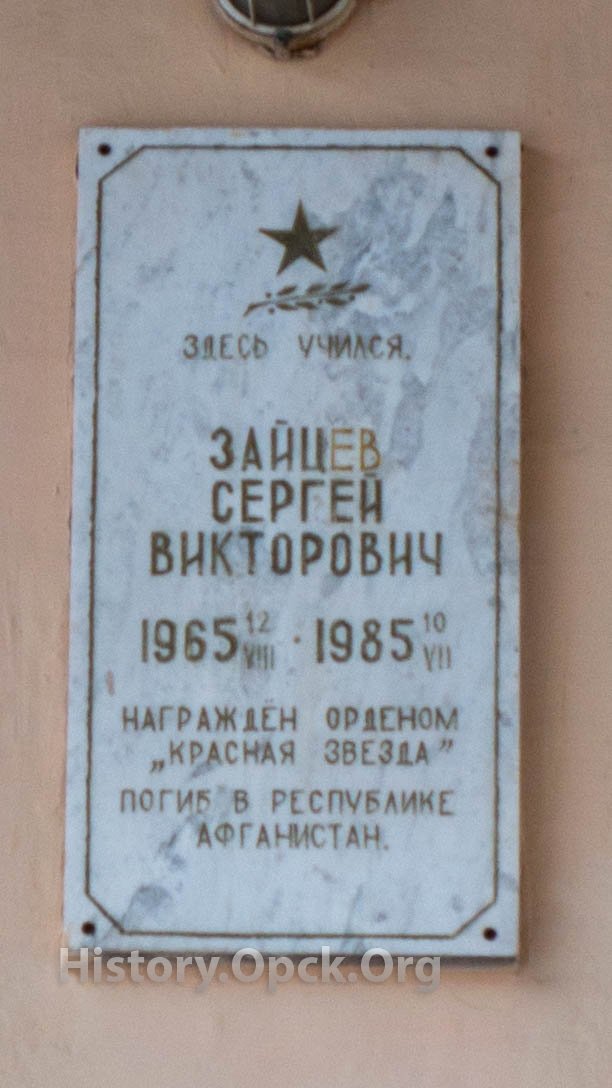 ЗДЕСЬ УЧИЛСЯ.
ЗАЙЦЕВ
СЕРГЕЙ
ВИКТОРОВИЧ
1965 12 VIII · 1985 10 VII
НАГРАЖДЁН ОРДЕНОМ
„КРАСНАЯ ЗВЕЗДА”
ПОГИБ В РЕСПУБЛИКЕ
АФГАНИСТАН.
History.Opck.Org